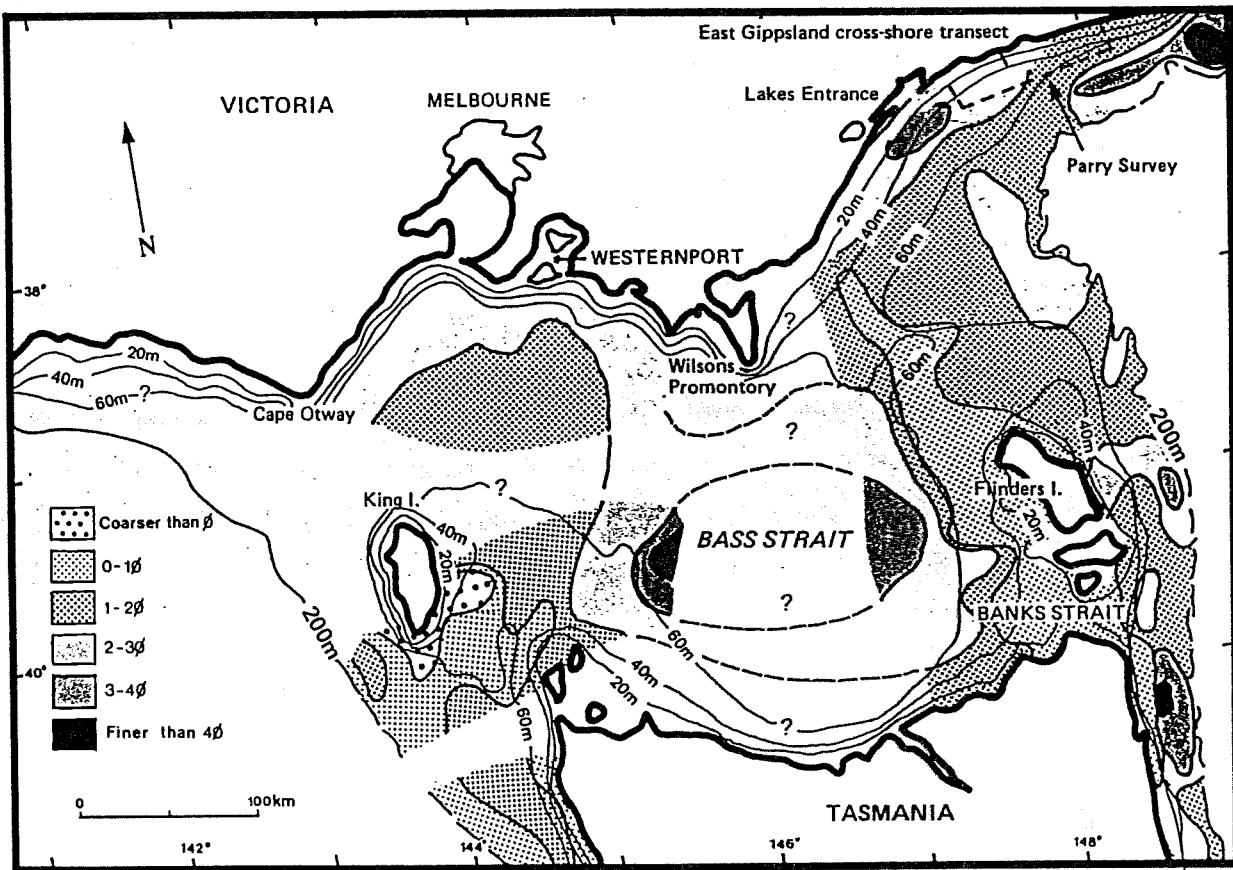 East Gippsland cross-shore transect
VICTORIA
MELBOURNE
Lakes Entrance
Parry Survey
N
WESTERNPORT
20m
40m
60m
38°
?
20m
40m
60m
?
Cape Otway
Wilsons
Promontory
60m
?
40m
200m
King I.
?
40m
20m
Flinders I.
20m
BASS STRAIT
Coarser than Ø
0-1Ø
1-2Ø
2-3Ø
3-4Ø
Finer than 4Ø
200m
?
BANKS STRAIT
60m
40m
20m
40°
60m
?
0
100km
TASMANIA
142°
144°
146°
148°